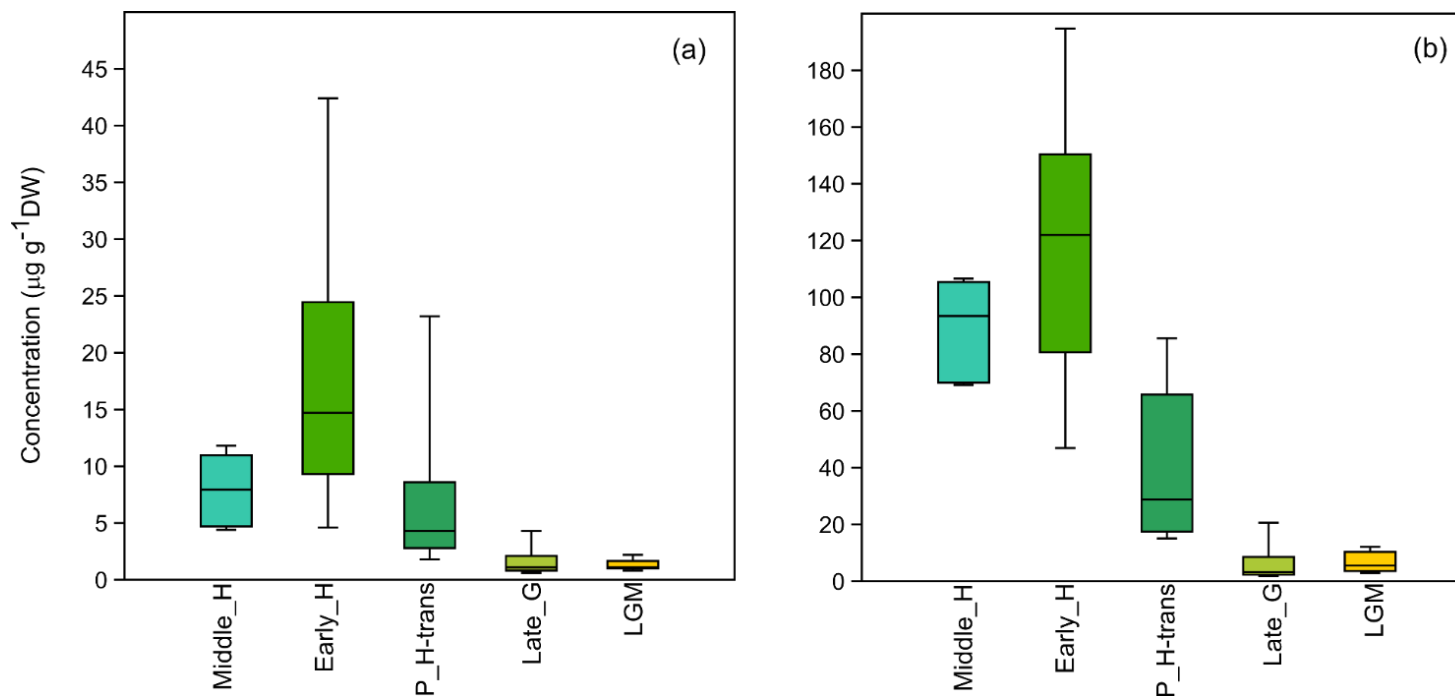 (a)
45
40
35
30
25
20
15
10
5
0
Concentration (µg g⁻¹DW)
Middle_H
Early_H
P_H-trans
Late_G
LGM
(b)
180
160
140
120
100
80
60
40
20
0
Middle_H
Early_H
P_H-trans
Late_G
LGM